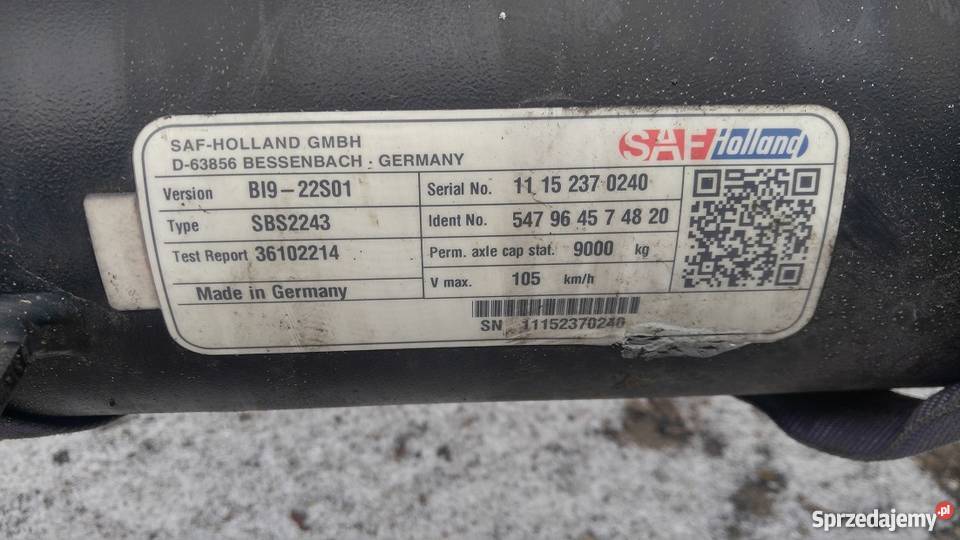 SAF-HOLLAND GMBH
D-63856 BESSENBACH - GERMANY
SAF Holland
Version BI9-22S01
Type SBS2243
Test Report 36102214
Made in Germany
Serial No. 11 15 237 0240
Ident No. 547 96 45 7 48 20
Perm. axle cap stat. 9000 kg
V max. 105 km/h
SN 11152370240
Sprzedajemy.pl